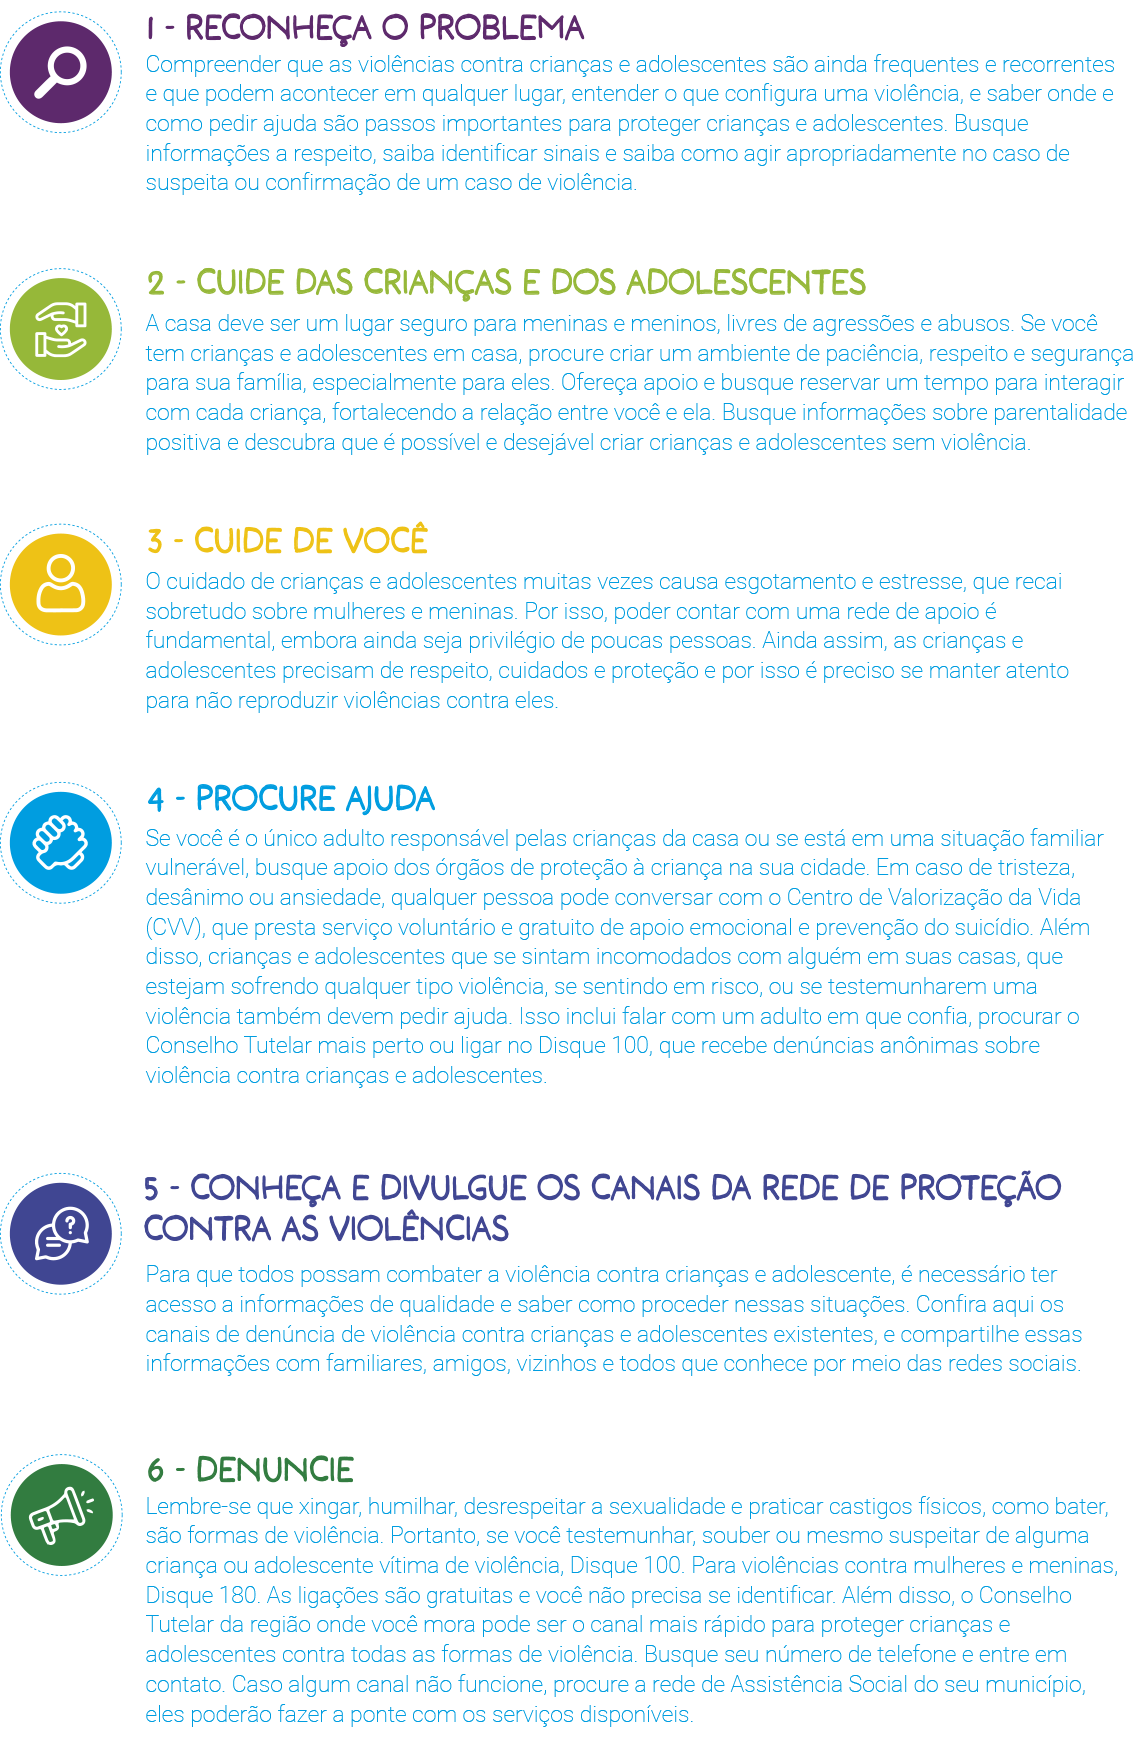 1 - RECONHEÇA O PROBLEMA
Compreender que as violências contra crianças e adolescentes são ainda frequentes e recorrentes
e que podem acontecer em qualquer lugar, entender o que configura uma violência, e saber onde e
como pedir ajuda são passos importantes para proteger crianças e adolescentes. Busque
informações a respeito, saiba identificar sinais e saiba como agir apropriadamente no caso de
suspeita ou confirmação de um caso de violência.
2 - CUIDE DAS CRIANÇAS E DOS ADOLESCENTES
A casa deve ser um lugar seguro para meninas e meninos, livres de agressões e abusos. Se você
tem crianças e adolescentes em casa, procure criar um ambiente de paciência, respeito e segurança
para sua família, especialmente para eles. Ofereça apoio e busque reservar um tempo para interagir
com cada criança, fortalecendo a relação entre você e ela. Busque informações sobre parentalidade
positiva e descubra que é possível e desejável criar crianças e adolescentes sem violência.
3 - CUIDE DE VOCÊ
O cuidado de crianças e adolescentes muitas vezes causa esgotamento e estresse, que recai
sobretudo sobre mulheres e meninas. Por isso, poder contar com uma rede de apoio é
fundamental, embora ainda seja privilégio de poucas pessoas. Ainda assim, as crianças e
adolescentes precisam de respeito, cuidados e proteção e por isso é preciso se manter atento
para não reproduzir violências contra eles.
4 - PROCURE AJUDA
Se você é o único adulto responsável pelas crianças da casa ou se está em uma situação familiar
vulnerável, busque apoio dos órgãos de proteção à criança na sua cidade. Em caso de tristeza,
desânimo ou ansiedade, qualquer pessoa pode conversar com o Centro de Valorização da Vida
(CVV), que presta serviço voluntário e gratuito de apoio emocional e prevenção do suicídio. Além
disso, crianças e adolescentes que se sintam incomodados com alguém em suas casas, que
estejam sofrendo qualquer tipo violência, se sentindo em risco, ou se testemunharem uma
violência também devem pedir ajuda. Isso inclui falar com um adulto em que confia, procurar o
Conselho Tutelar mais perto ou ligar no Disque 100, que recebe denúncias anônimas sobre
violência contra crianças e adolescentes.
5 - CONHEÇA E DIVULGUE OS CANAIS DA REDE DE PROTEÇÃO
CONTRA AS VIOLÊNCIAS
Para que todos possam combater a violência contra crianças e adolescente, é necessário ter
acesso a informações de qualidade e saber como proceder nessas situações. Confira aqui os
canais de denúncia de violência contra crianças e adolescentes existentes, e compartilhe essas
informações com familiares, amigos, vizinhos e todos que conhece por meio das redes sociais.
6 - DENUNCIE
Lembre-se que xingar, humilhar, desrespeitar a sexualidade e praticar castigos físicos, como bater,
são formas de violência. Portanto, se você testemunhar, souber ou mesmo suspeitar de alguma
criança ou adolescente vítima de violência, Disque 100. Para violências contra mulheres e meninas,
Disque 180. As ligações são gratuitas e você não precisa se identificar. Além disso, o Conselho
Tutelar da região onde você mora pode ser o canal mais rápido para proteger crianças e
adolescentes contra todas as formas de violência. Busque seu número de telefone e entre em
contato. Caso algum canal não funcione, procure a rede de Assistência Social do seu município,
eles poderão fazer a ponte com os serviços disponíveis.